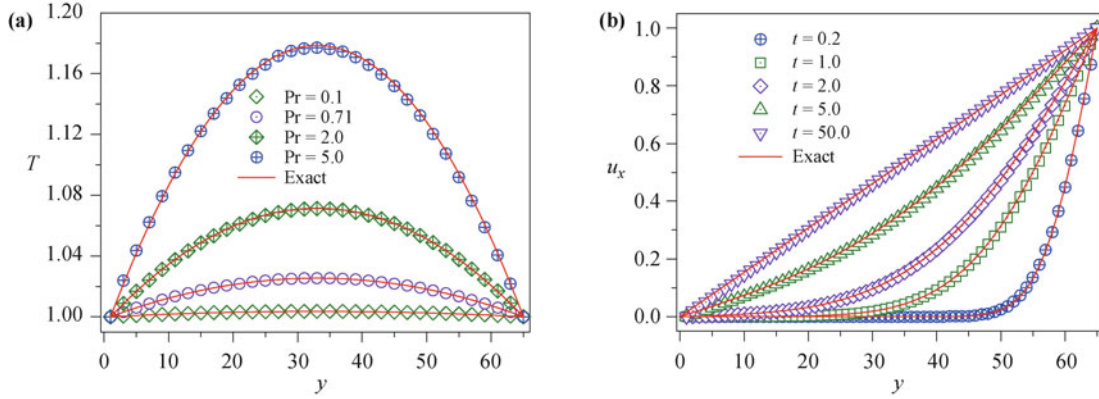 (a)
1.20
1.16
1.12
1.08
1.04
1.00
T
Pr = 0.1
Pr = 0.71
Pr = 2.0
Pr = 5.0
Exact
0 10 20 30 40 50 60
y
(b)
1.0
0.8
0.6
0.4
0.2
0.0
uₓ
t = 0.2
t = 1.0
t = 2.0
t = 5.0
t = 50.0
Exact
0 10 20 30 40 50 60
y